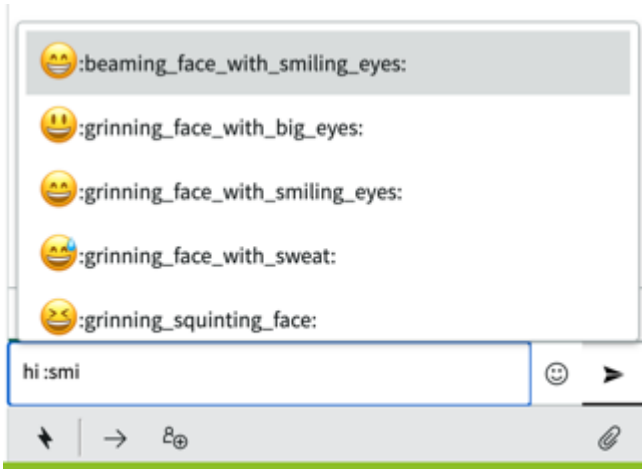 :beaming_face_with_smiling_eyes:
:grinning_face_with_big_eyes:
:grinning_face_with_smiling_eyes:
:grinning_face_with_sweat:
:grinning_squinting_face:
hi :smi